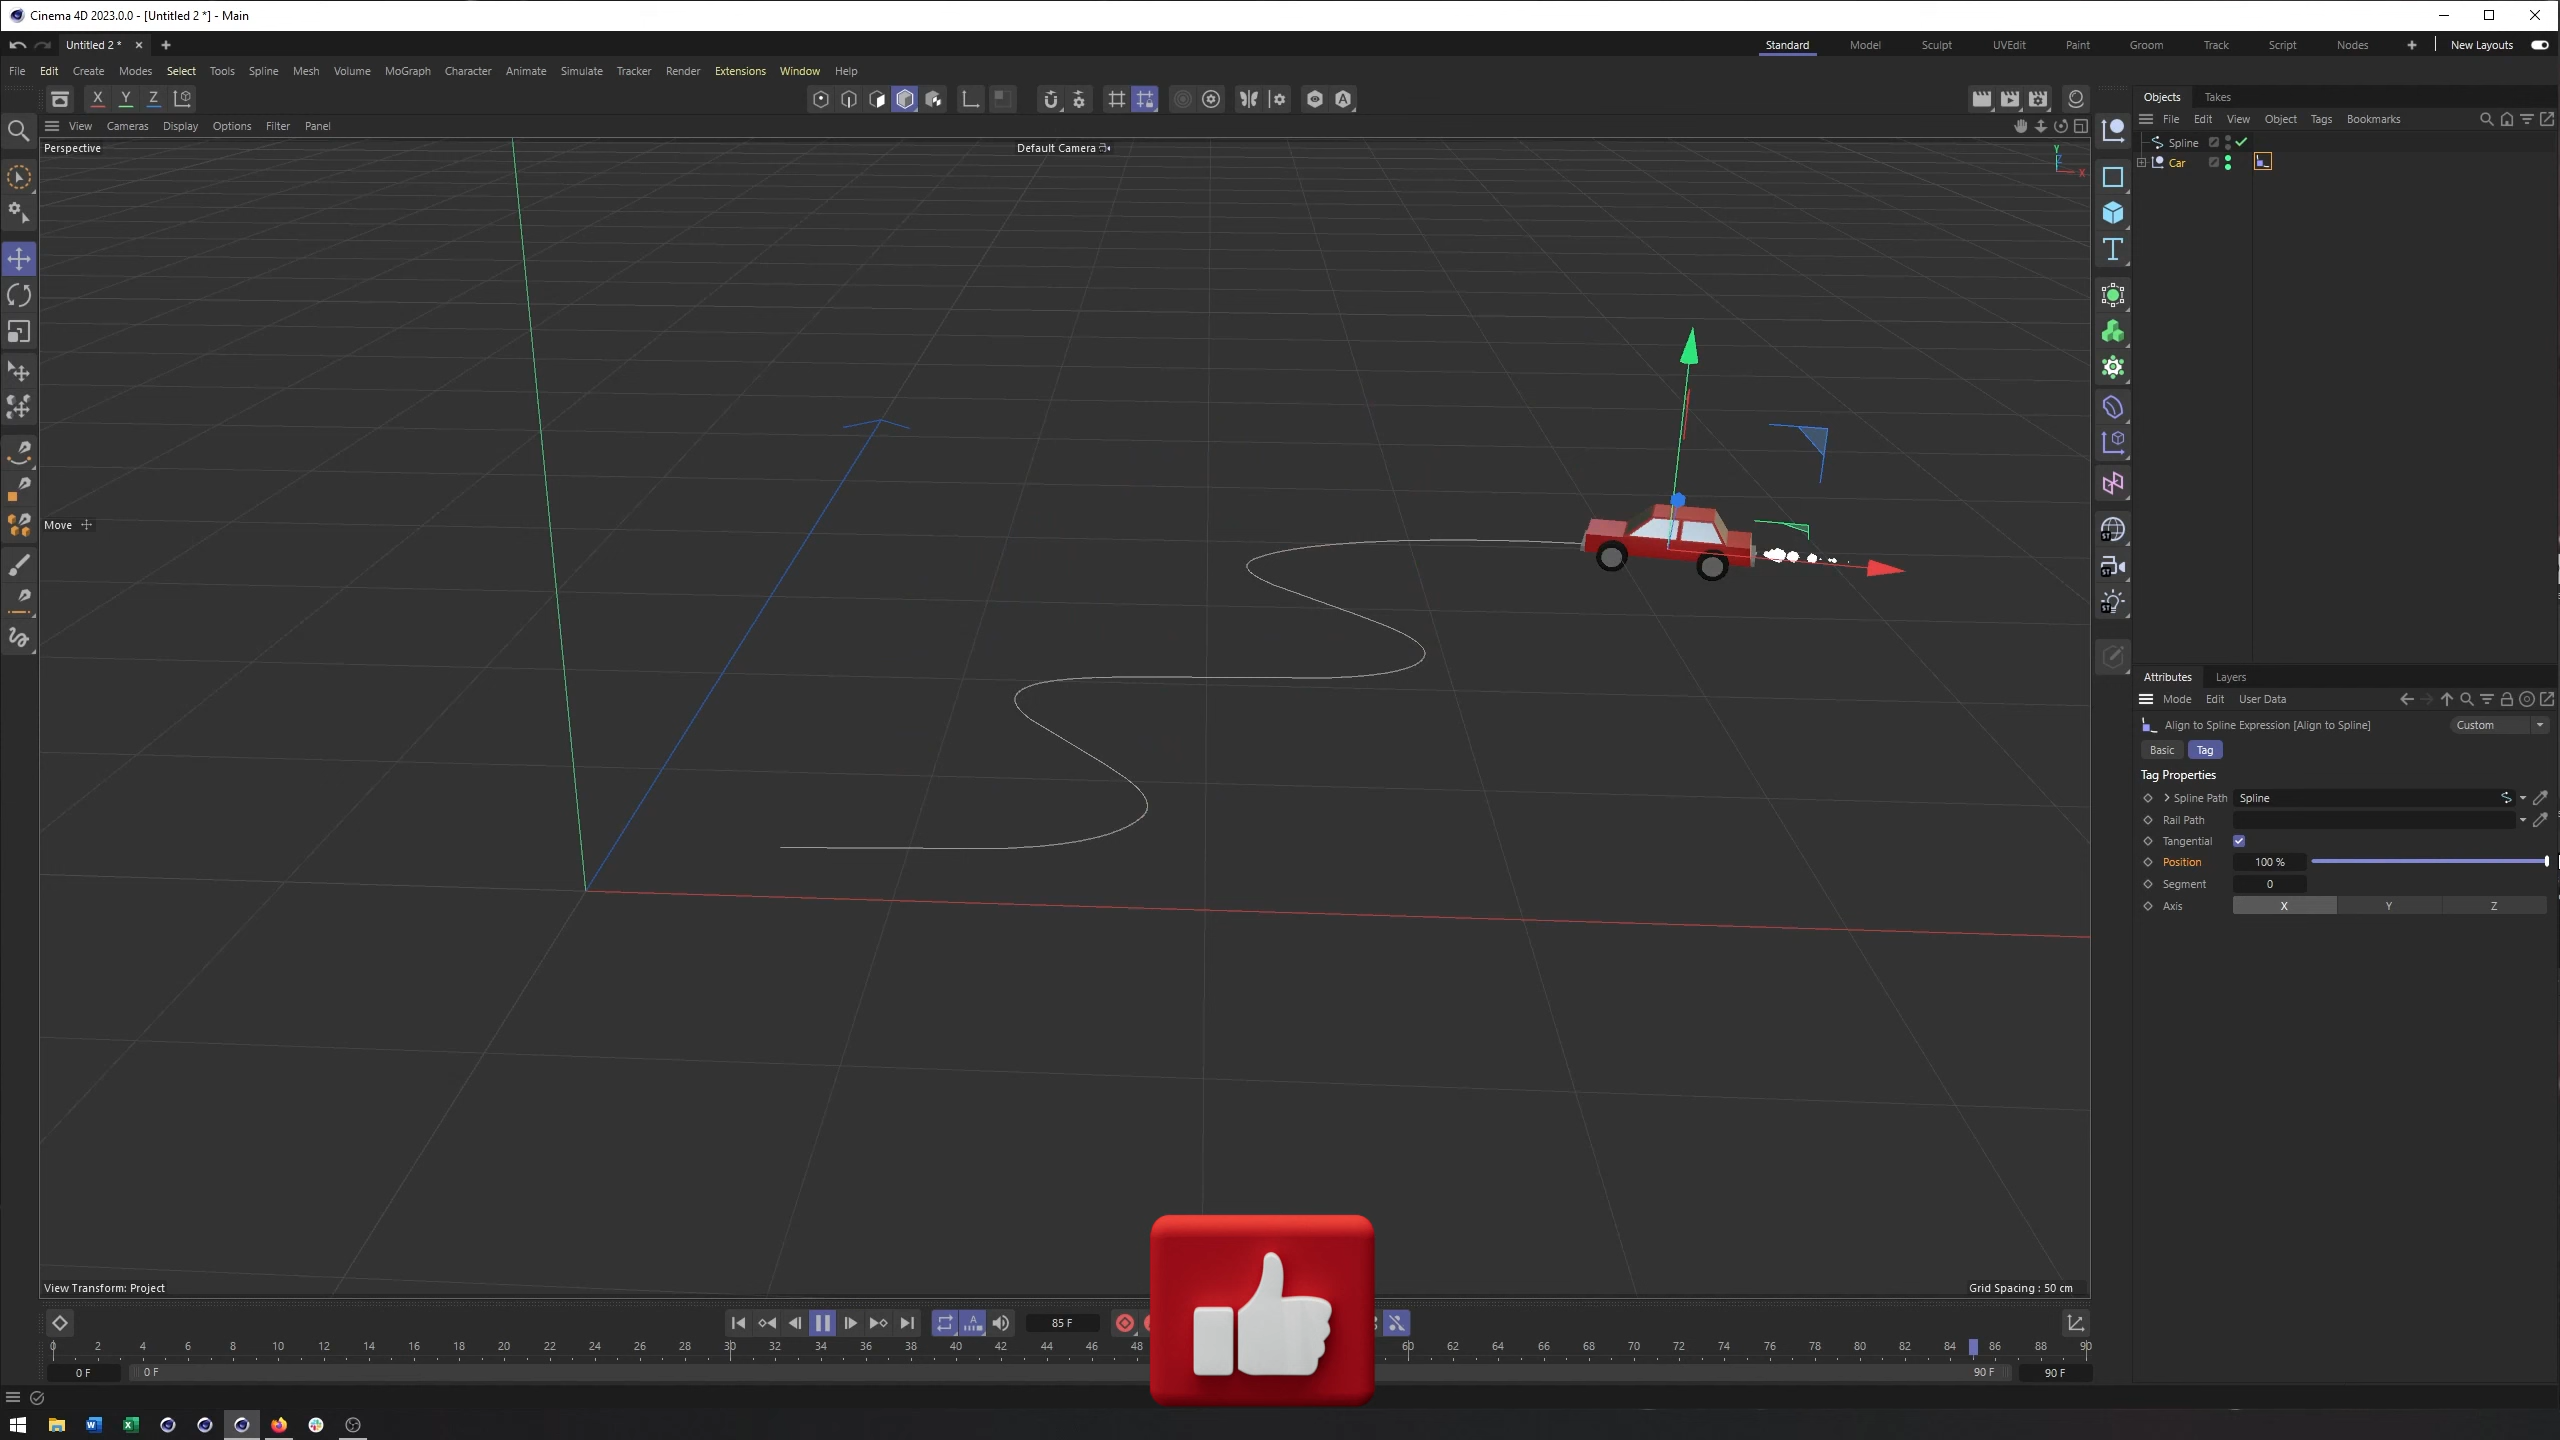 Cinema 4D 2023.0.0 - [Untitled 2 *] - Main
Untitled 2 *
Standard Model Sculpt UVEdit Paint Groom Track Script Nodes New Layouts
File Edit Create Modes Select Tools Spline Mesh Volume MoGraph Character Animate Simulate Tracker Render Extensions Window Help
X Y Z
View Cameras Display Options Filter Panel
Perspective
Default Camera
Y
Z
X
Move
View Transform: Project
Grid Spacing : 50 cm
Objects Takes
File Edit View Object Tags Bookmarks
Spline
Car
ST
ST
Attributes Layers
Mode Edit User Data
Align to Spline Expression [Align to Spline]
Custom
Basic Tag
Tag Properties
Spline Path Spline
Rail Path
Tangential
Position 100 %
Segment 0
Axis X Y Z
A
85 F
0 2 4 6 8 10 12 14 16 18 20 22 24 26 28 30 32 34 36 38 40 42 44 46 48 60 62 64 66 68 70 72 74 76 78 80 82 84 86 88 90
0 F 0 F 90 F 90 F